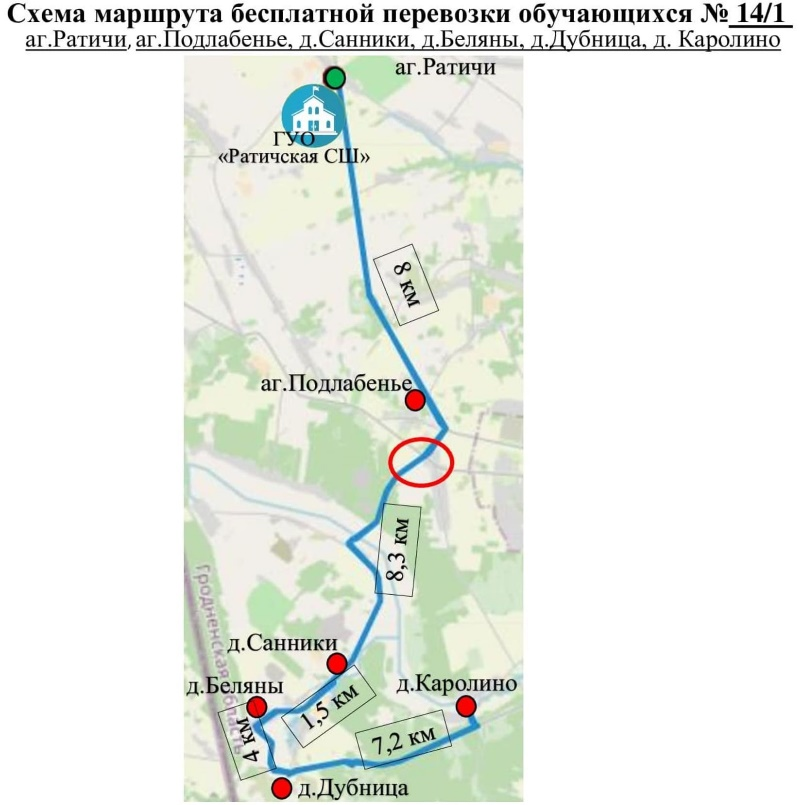 Схема маршрута бесплатной перевозки обучающихся № 14/1
аг.Ратичи, аг.Подлабенье, д.Санники, д.Беляны, д.Дубница, д. Каролино
аг.Ратичи
ГУО
«Ратичская СШ»
8 км
аг.Подлабенье
8,3 км
Гродненская область
д.Санники
д.Беляны
д.Каролино
1,5 км
4 км
7,2 км
д.Дубница